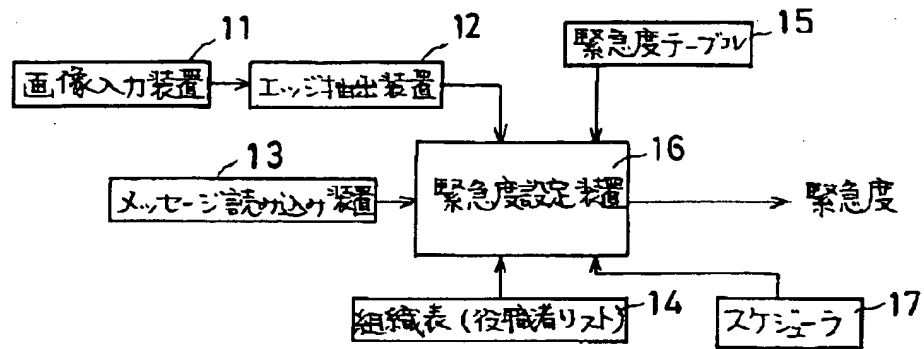 11
画像入力装置
12
エッジ抽出装置
緊急度テーブル
15
13
メッセージ読み込み装置
16
緊急度設定装置
緊急度
組織表(役職者リスト)
14
スケジューラ
17